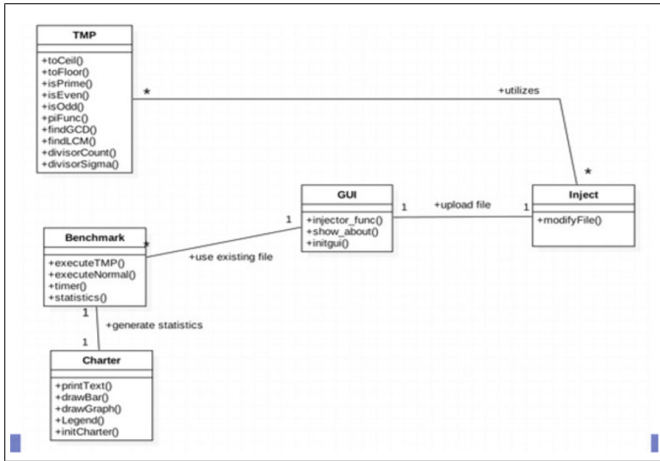 TMP
+toCeil()
+toFloor()
+isPrime()
+isEven()
+isOdd()
+piFunc()
+findGCD()
+findLCM()
+divisorCount()
+divisorSigma()
*
+utilizes
*
GUI
+injector_func()
+show_about()
+initgui()
1
+upload file
1
Inject
+modifyFile()
1
+use existing file
*
Benchmark
+executeTMP()
+executeNormal()
+timer()
+statistics()
1
+generate statistics
1
Charter
+printText()
+drawBar()
+drawGraph()
+Legend()
+initCharter()